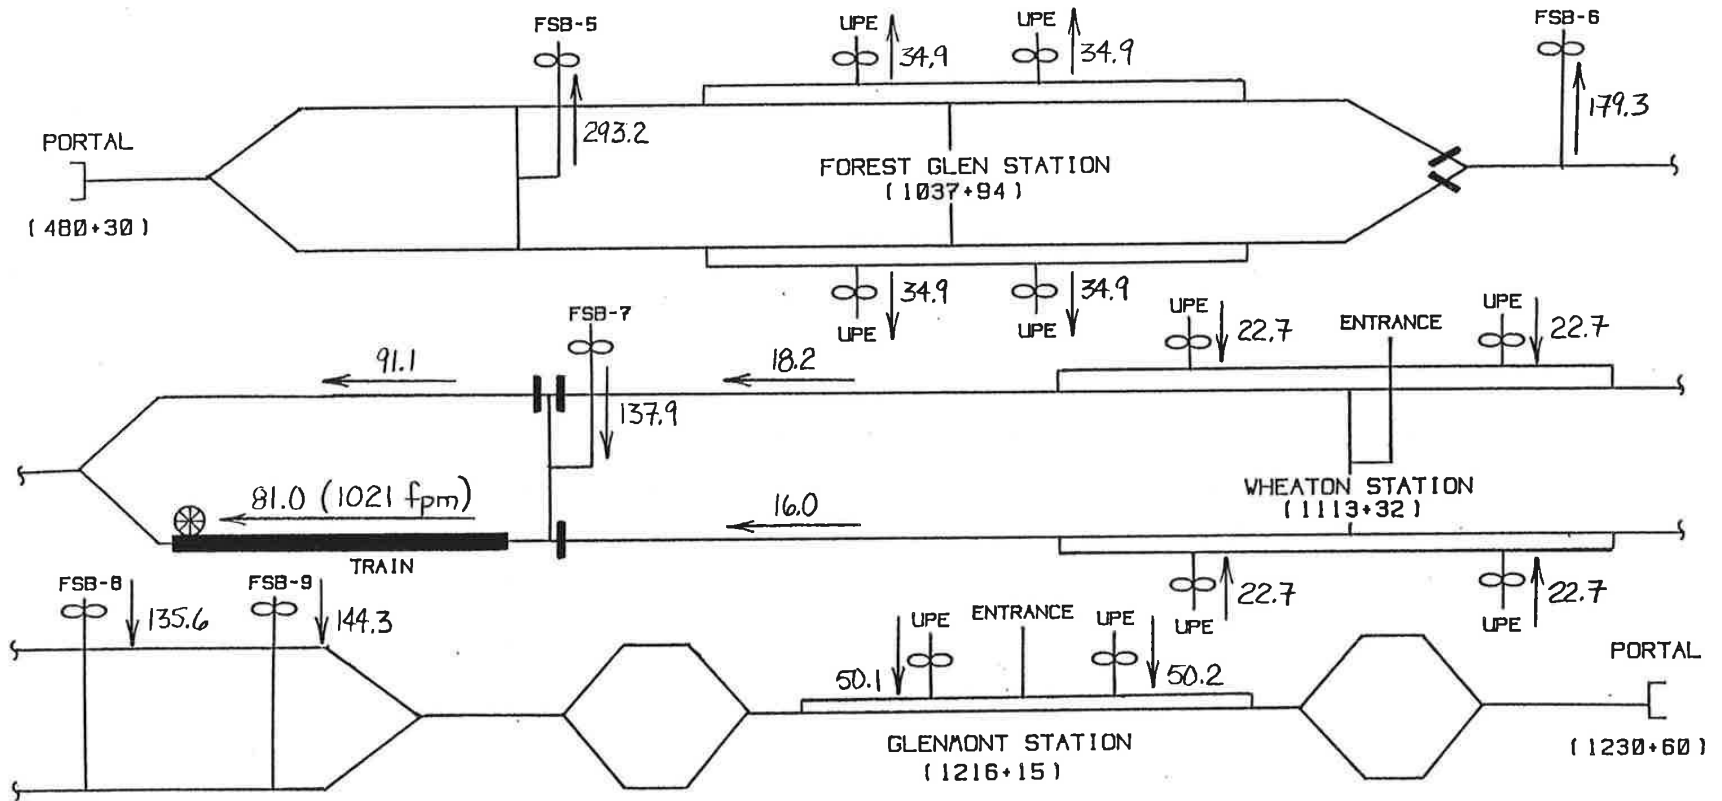 FSB-5
UPE
UPE
FSB-6
34.9
34.9
179.3
PORTAL
293.2
FOREST GLEN STATION
(1037+94)
(480+30)
34.9
34.9
UPE
UPE
FSB-7
UPE
22.7
ENTRANCE
UPE
22.7
91.1
18.2
137.9
81.0 (1021 fpm)
16.0
WHEATON STATION
(1113+32)
TRAIN
22.7
22.7
UPE
UPE
FSB-8
135.6
FSB-9
144.3
50.1
UPE
ENTRANCE
UPE
50.2
PORTAL
GLENMONT STATION
(1216+15)
(1230+60)